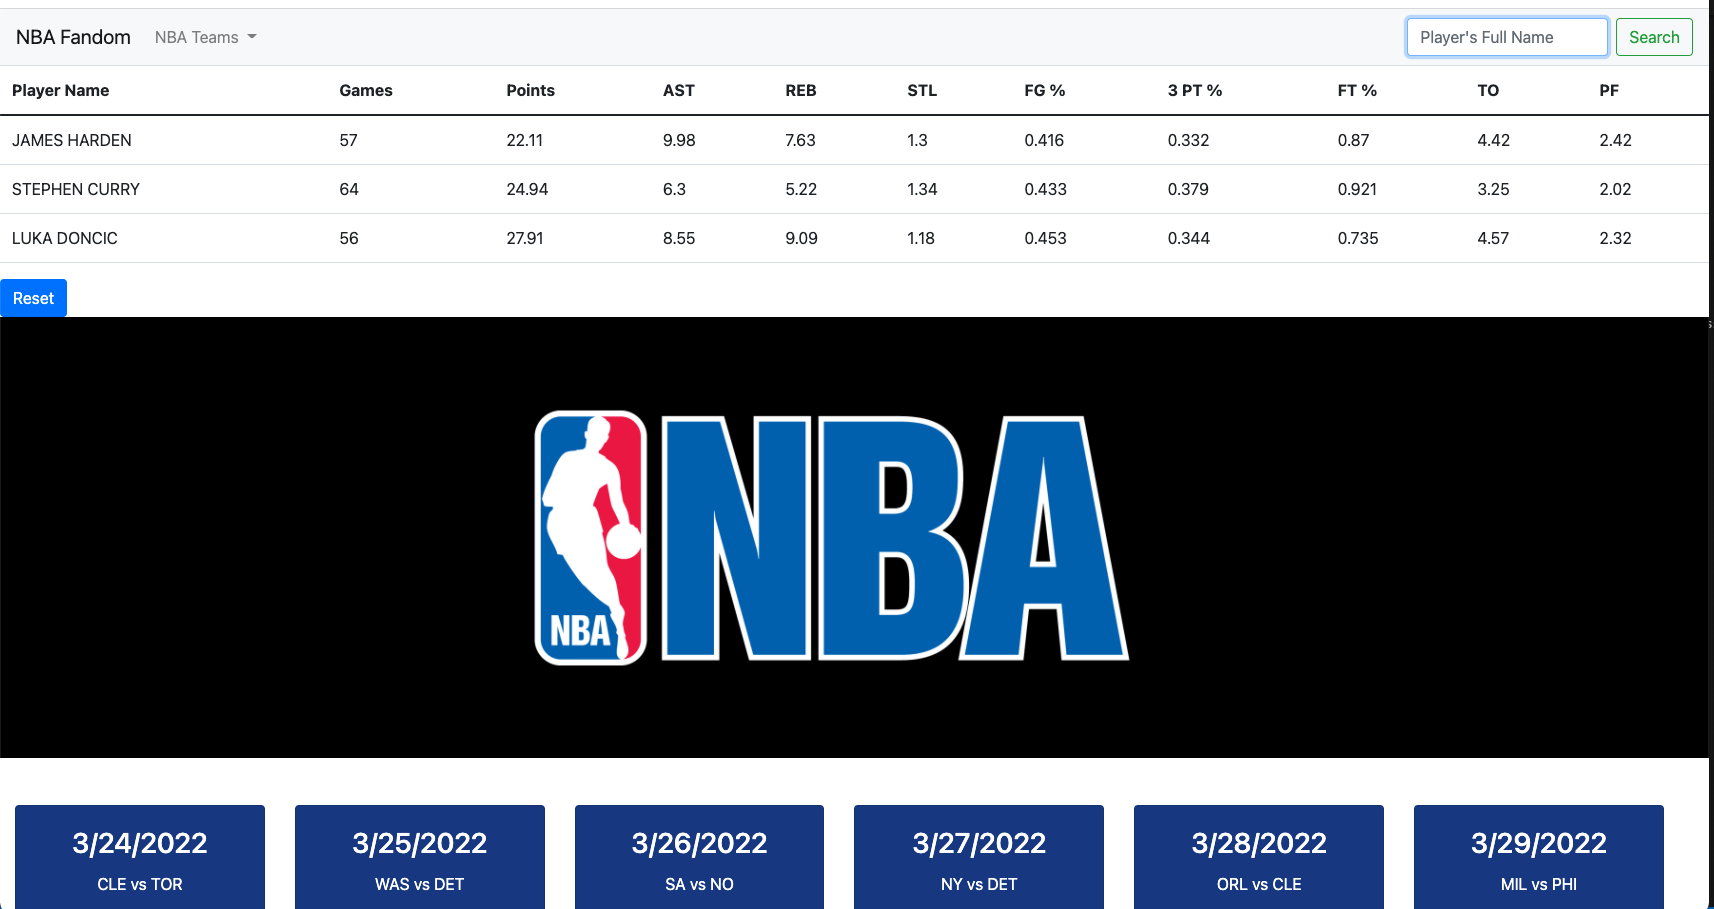 NBA Fandom NBA Teams Player's Full Name Search
Player Name Games Points AST REB STL FG % 3 PT % FT % TO PF
JAMES HARDEN 57 22.11 9.98 7.63 1.3 0.416 0.332 0.87 4.42 2.42
STEPHEN CURRY 64 24.94 6.3 5.22 1.34 0.433 0.379 0.921 3.25 2.02
LUKA DONCIC 56 27.91 8.55 9.09 1.18 0.453 0.344 0.735 4.57 2.32
Reset
NBA
NBA
3/24/2022 3/25/2022 3/26/2022 3/27/2022 3/28/2022 3/29/2022
CLE vs TOR WAS vs DET SA vs NO NY vs DET ORL vs CLE MIL vs PHI